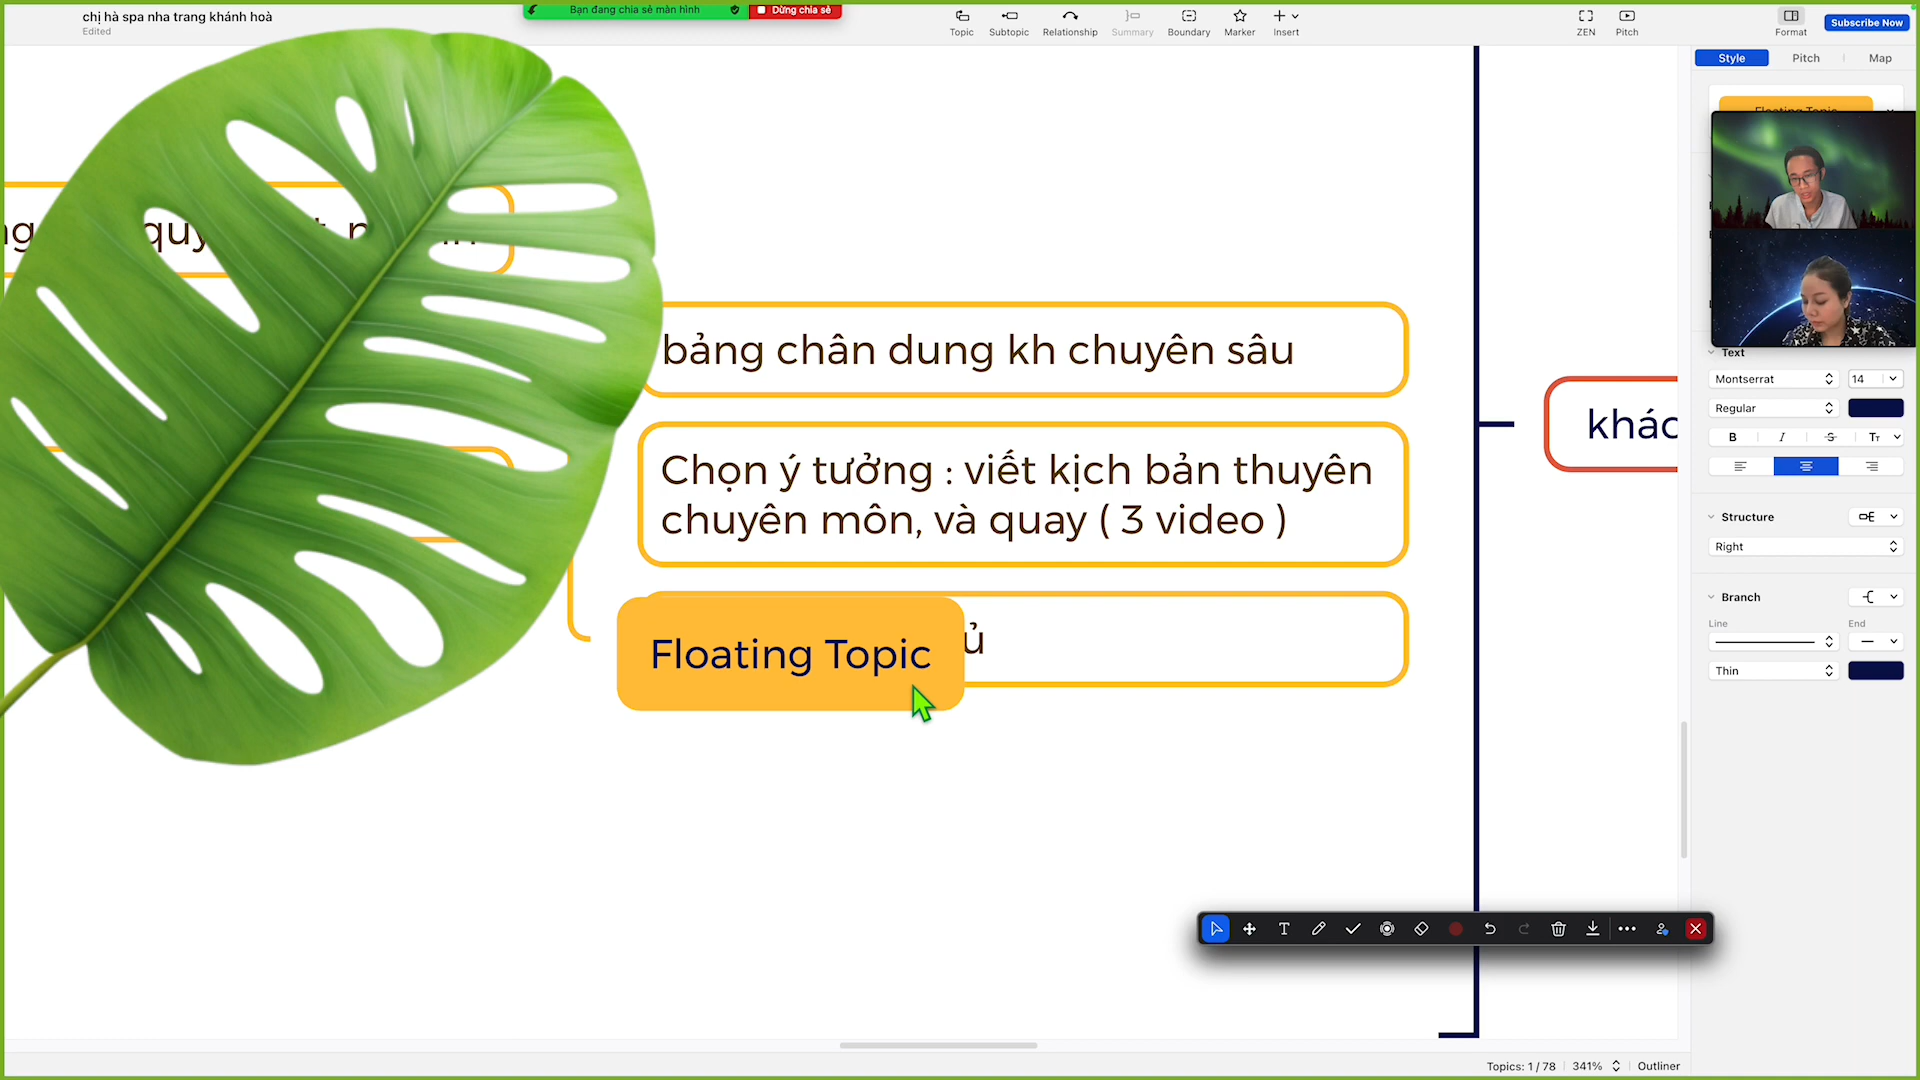 chị hà spa nha trang khánh hoà
Edited
Bạn đang chia sẻ màn hình
Dừng chia sẻ
Topic
Subtopic
Relationship
Summary
Boundary
Marker
Insert
ZEN
Pitch
Format
Subscribe Now
Style
Pitch
Map
Floating Topic
bảng chân dung kh chuyên sâu
Chọn ý tưởng : viết kịch bản thuyên
chuyên môn, và quay ( 3 video )
Floating Topic
Text
Montserrat
14
Regular
B
I
S
Structure
Right
Branch
Line
End
Thin
Topics: 1 / 78
341%
Outliner